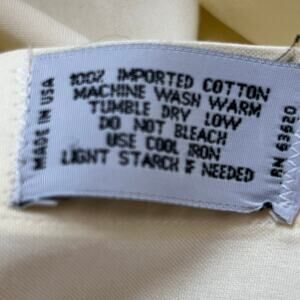 100% IMPORTED COTTON
MACHINE WASH WARM
TUMBLE DRY LOW
DO NOT BLEACH
USE COOL IRON
LIGHT STARCH IF NEEDED
MADE IN USA
RN 63620